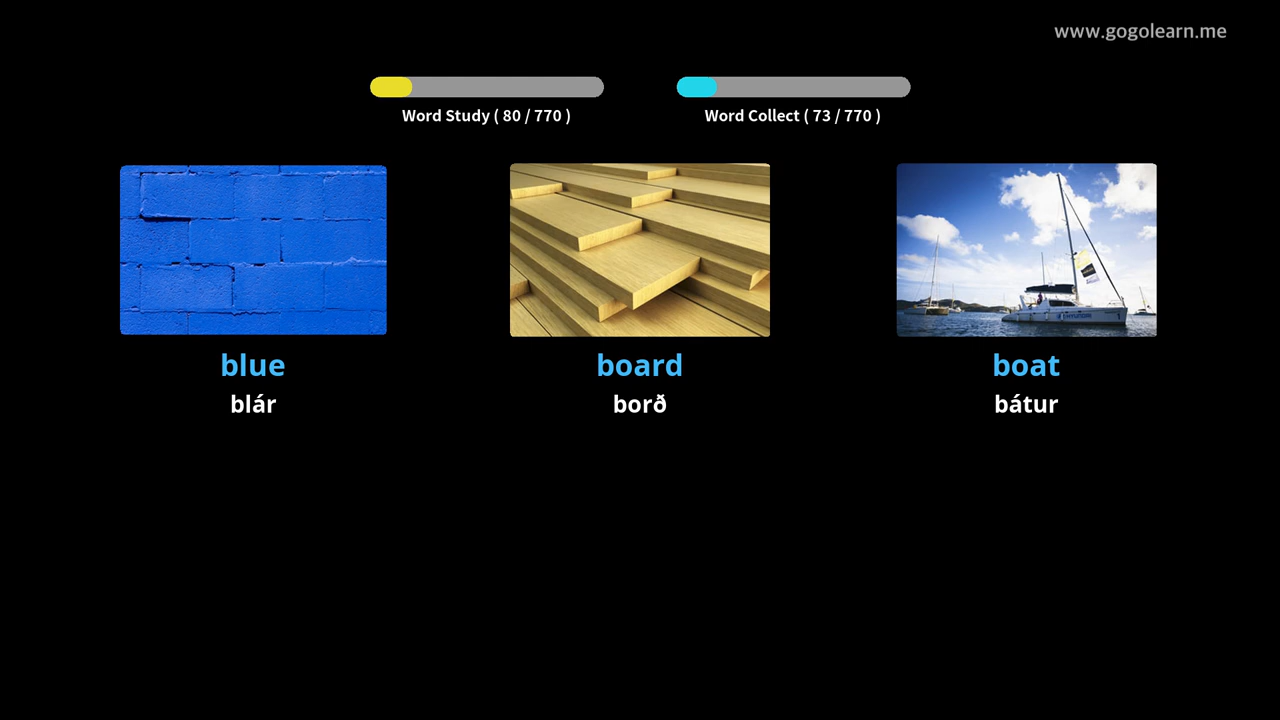 www.gogolearn.me
Word Study ( 80 / 770 )
Word Collect ( 73 / 770 )
blue
blár
board
borð
boat
bátur